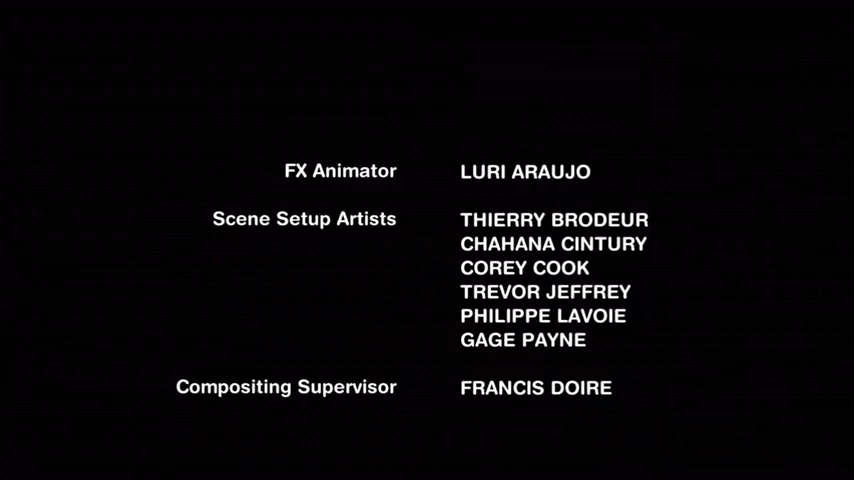 FX Animator LURI ARAUJO
Scene Setup Artists THIERRY BRODEUR
CHAHANA CINTURY
COREY COOK
TREVOR JEFFREY
PHILIPPE LAVOIE
GAGE PAYNE
Compositing Supervisor FRANCIS DOIRE